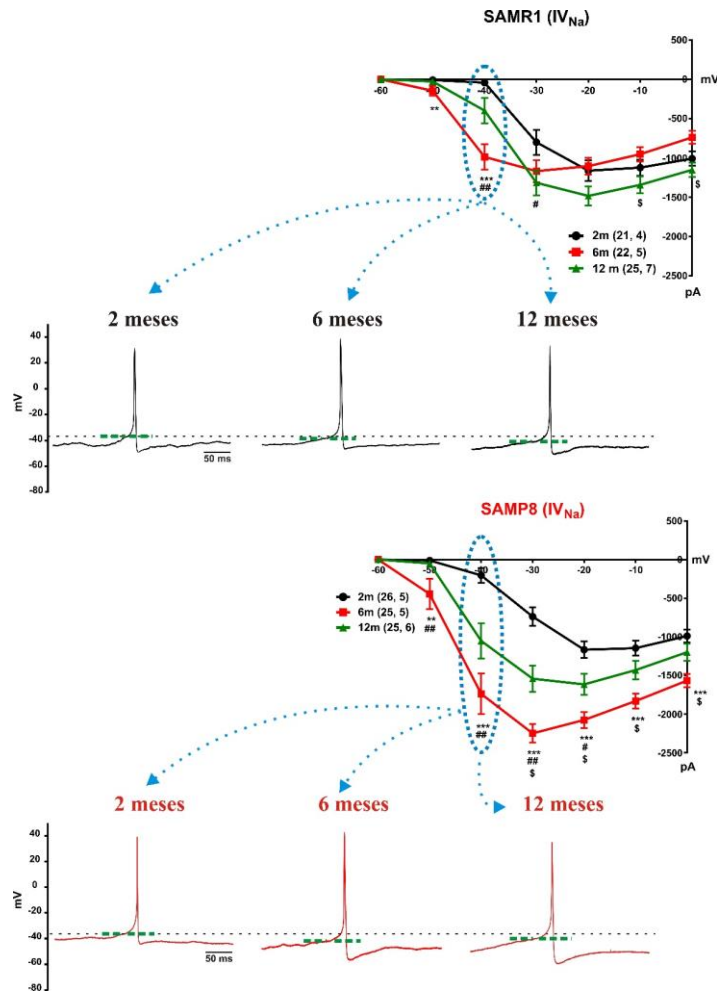 SAMR1 (IVNa)
500
0
mV
-60
-40
-30
-20
-10
-500
-1000
-1500
-2000
-2500
pA
**
***
##
#
$
$
2m (21, 4)
6m (22, 5)
12 m (25, 7)
2 meses
6 meses
12 meses
40
20
0
-20
-40
-60
-80
mV
50 ms
SAMP8 (IVNa)
500
0
mV
-60
-50
-40
-30
-20
-10
-500
-1000
-1500
-2000
-2500
pA
2m (26, 5)
6m (25, 5)
12m (25, 6)
**
##
***
##
***
##
$
***
#
$
***
$
***
$
2 meses
6 meses
12 meses
40
20
0
-20
-40
-60
-80
mV
50 ms